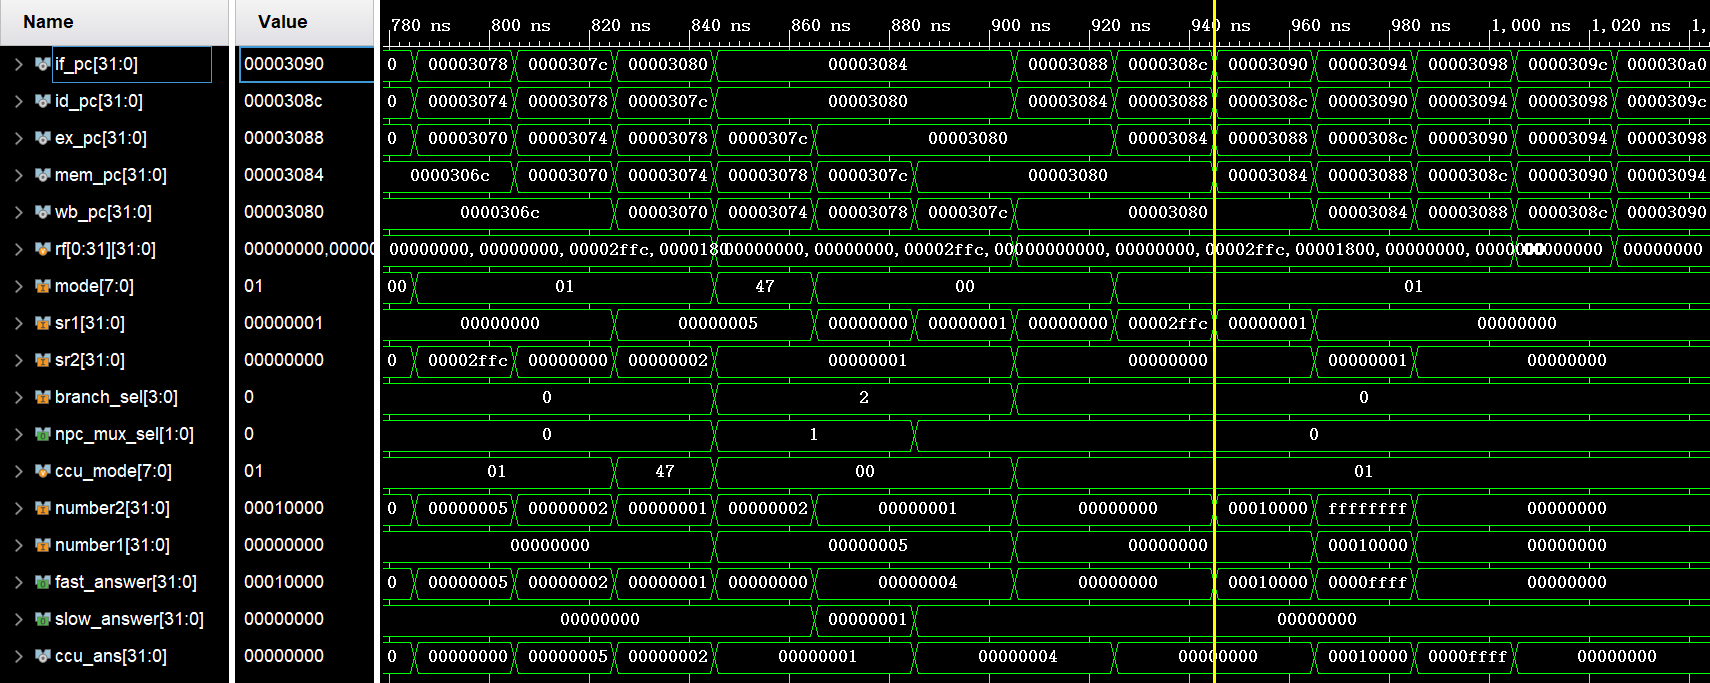 Name Value 780 ns 800 ns 820 ns 840 ns 860 ns 880 ns 900 ns 920 ns 940 ns 960 ns 980 ns 1,000 ns 1,020 ns 1,
if_pc[31:0] 00003090 0 00003078 0000307c 00003080 00003084 00003088 0000308c 00003090 00003094 00003098 0000309c 000030a0
id_pc[31:0] 0000308c 0 00003074 00003078 0000307c 00003080 00003084 00003088 0000308c 00003090 00003094 00003098 0000309c
ex_pc[31:0] 00003088 0 00003070 00003074 00003078 0000307c 00003080 00003084 00003088 0000308c 00003090 00003094 00003098
mem_pc[31:0] 00003084 0000306c 00003070 00003074 00003078 0000307c 00003080 00003084 00003088 0000308c 00003090 00003094
wb_pc[31:0] 00003080 0000306c 00003070 00003074 00003078 0000307c 00003080 00003084 00003088 0000308c 00003090
rf[0:31][31:0] 00000000,00000 00000000,00000000,00002ffc,000018 00000000,00000000,00002ffc,00 00000000,00000000,00002ffc,00001800,00000000, 00000000
mode[7:0] 01 00 01 47 00 01
sr1[31:0] 00000001 00000000 00000005 00000000 00000001 00000000 00002ffc 00000001 00000000
sr2[31:0] 00000000 0 00002ffc 00000000 00000002 00000001 00000000 00000001 00000000
branch_sel[3:0] 0 0 2 0
npc_mux_sel[1:0] 0 0 1 0
ccu_mode[7:0] 01 01 47 00 01
number2[31:0] 00010000 0 00000005 00000002 00000001 00000002 00000001 00000000 00010000 ffffffff 00000000
number1[31:0] 00000000 00000000 00000005 00000000 00010000 00000000
fast_answer[31:0] 00010000 0 00000005 00000002 00000001 00000000 00000004 00000000 00010000 0000ffff 00000000
slow_answer[31:0] 00000000 00000000 00000001 00000000
ccu_ans[31:0] 00000000 0 00000000 00000005 00000002 00000001 00000004 00000000 00010000 0000ffff 00000000